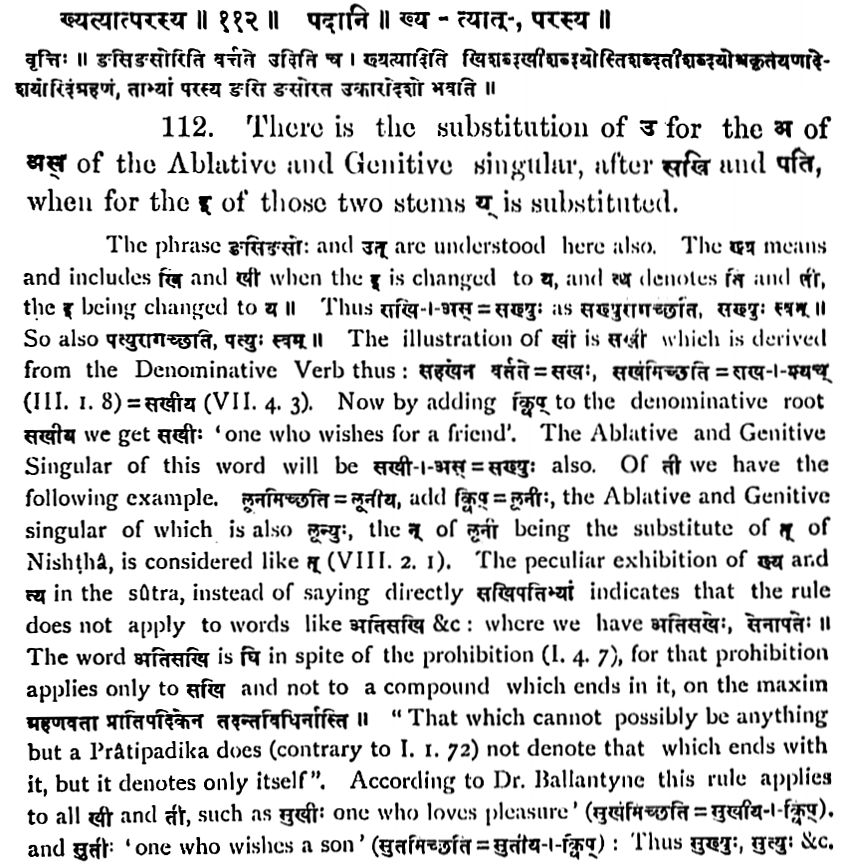 ख्यत्यात्परस्य ॥ ११२ ॥ पदानि ॥ ख्य - त्यात्-, परस्य ॥
वृत्तिः ॥ ङसिङसोरिति वर्त्तते उदिति च । ख्यत्यादिति खिशब्दखीशब्दयोस्तिशब्दतीशब्दयोश्चकृतयणादे-
शयोरिदंग्रहणं, ताभ्यां परस्य ङसि ङसोरत उकारादेशो भवति ॥
112. There is the substitution of उ for the अ of
अस् of the Ablative and Genitive singular, after सखि and पति,
when for the इ of those two stems य् is substituted.
The phrase ङसिङसोः and उत् are understood here also. The ख्य means
and includes खि and खी when the इ is changed to य, and त्य denotes ति and ती,
the इ being changed to य ॥ Thus सखि-।-अस् = सख्युः as सख्युरागच्छति, सख्युः स्वम् ॥
So also पत्युरागच्छति, पत्युः स्वम् ॥ The illustration of खी is सखी which is derived
from the Denominative Verb thus : सहखेन वर्त्तते = सखः, सखमिच्छति = सख-।-क्यच्
(III. 1. 8) = सखीय (VII. 4. 3). Now by adding क्विप् to the denominative root
सखीय we get सखीः 'one who wishes for a friend'. The Ablative and Genitive
Singular of this word will be सखी-।-अस् = सख्युः also. Of ती we have the
following example. लूनमिच्छति = लूनीय, add क्विप् = लूनीः, the Ablative and Genitive
singular of which is also लून्युः, the न् of लूनी being the substitute of त् of
Nishṭhâ, is considered like त् (VIII. 2. 1). The peculiar exhibition of ख्य and
त्य in the sûtra, instead of saying directly सखिपतिभ्यां indicates that the rule
does not apply to words like अतिसखि &c : where we have अतिसखेः, सेनापतेः ॥
The word अतिसखि is घि in spite of the prohibition (I. 4. 7), for that prohibition
applies only to सखि and not to a compound which ends in it, on the maxim
ग्रहणवता प्रातिपदिकेन तदन्तविधिर्नास्ति ॥ "That which cannot possibly be anything
but a Prâtipadika does (contrary to I. 1. 72) not denote that which ends with
it, but it denotes only itself". According to Dr. Ballantyne this rule applies
to all खी and ती, such as सुखीः one who loves pleasure' (सुखमिच्छति = सुखीय-।-क्विप्).
and सुतीः 'one who wishes a son' (सुतमिच्छति = सुतीय-।-क्विप्) : Thus सुख्युः, सुत्युः &c.